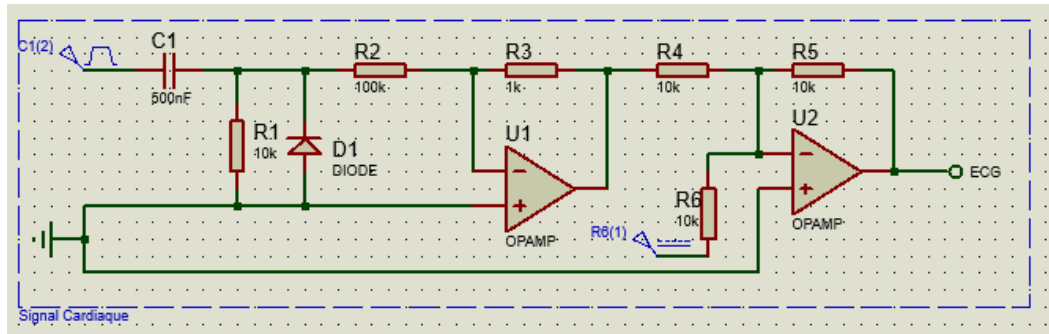 C1(2)
C1
500nF
R1
10k
D1
DIODE
R2
100k
R3
1k
U1
OPAMP
R4
10k
R5
10k
U2
OPAMP
R6
10k
R6(1)
ECG
Signal Cardiaque